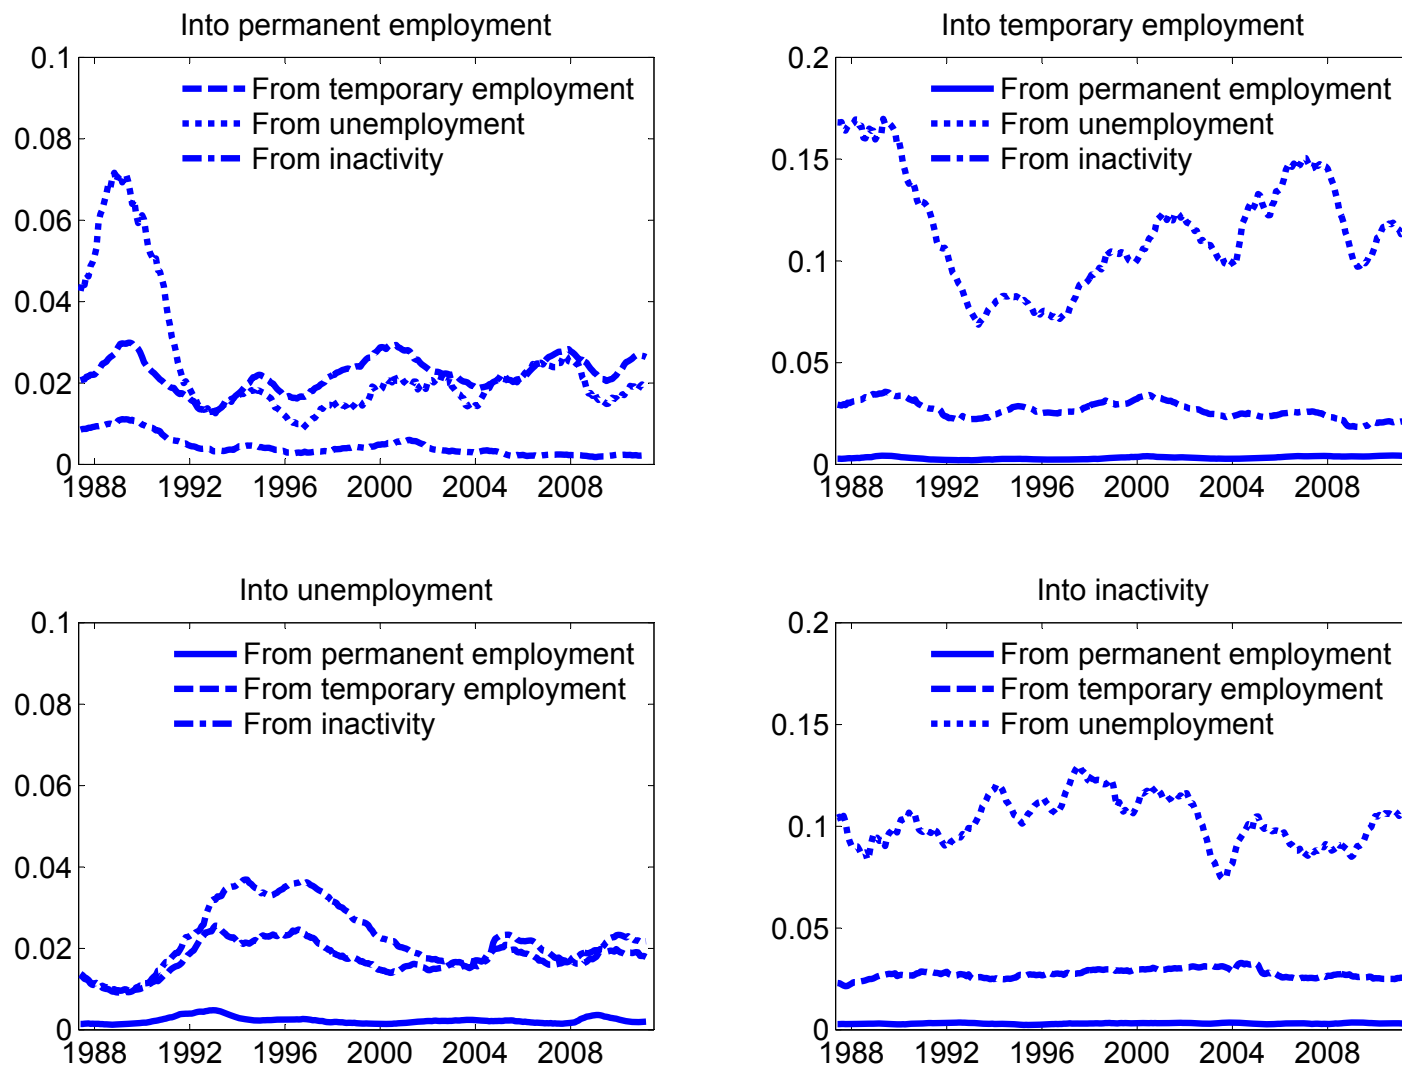 Into permanent employment
0.1
0.08
0.06
0.04
0.02
0
From temporary employment
From unemployment
From inactivity
1988 1992 1996 2000 2004 2008
Into temporary employment
0.2
0.15
0.1
0.05
0
From permanent employment
From unemployment
From inactivity
1988 1992 1996 2000 2004 2008
Into unemployment
0.1
0.08
0.06
0.04
0.02
0
From permanent employment
From temporary employment
From inactivity
1988 1992 1996 2000 2004 2008
Into inactivity
0.2
0.15
0.1
0.05
0
From permanent employment
From temporary employment
From unemployment
1988 1992 1996 2000 2004 2008